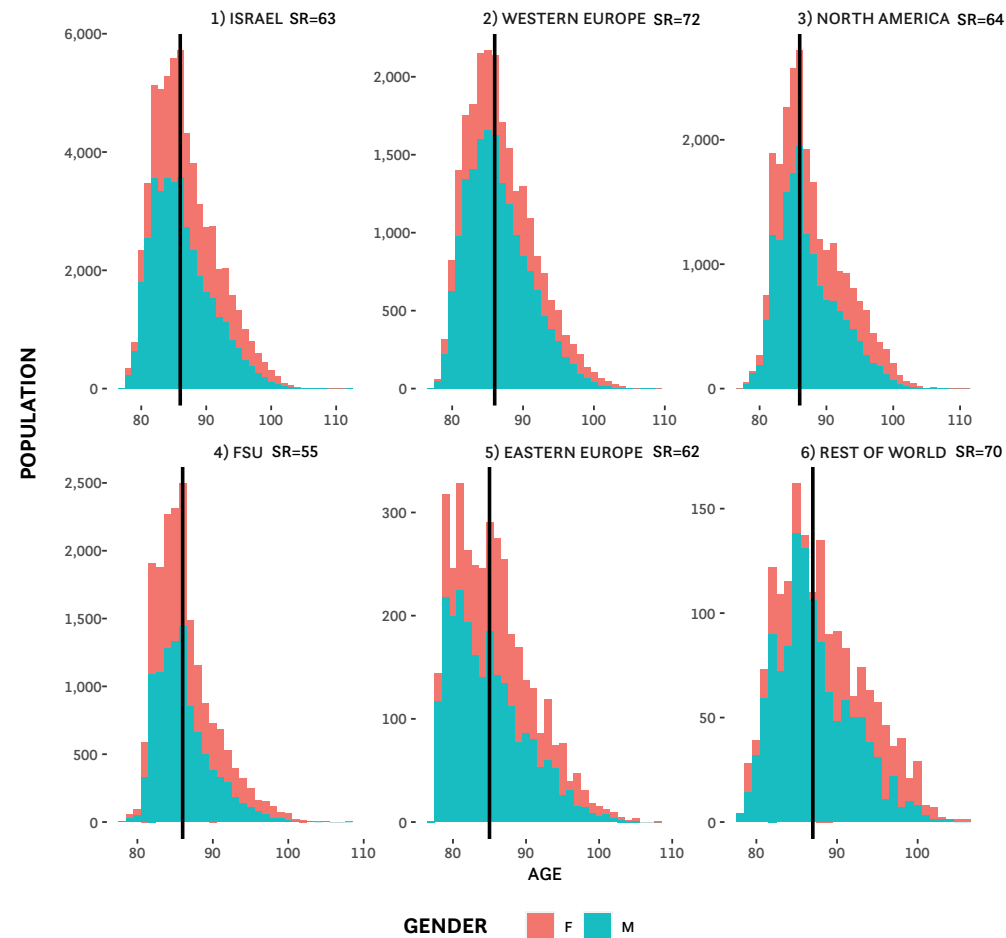 1) ISRAEL SR=63
2) WESTERN EUROPE SR=72
3) NORTH AMERICA SR=64
6,000
4,000
2,000
0
80 90 100 110
2,000
1,500
1,000
500
0
80 90 100 110
2,000
1,000
0
80 90 100 110
POPULATION
4) FSU SR=55
5) EASTERN EUROPE SR=62
6) REST OF WORLD SR=70
2,500
2,000
1,500
1,000
500
0
80 90 100 110
300
200
100
0
80 90 100 110
150
100
50
0
80 90 100
AGE
GENDER F M